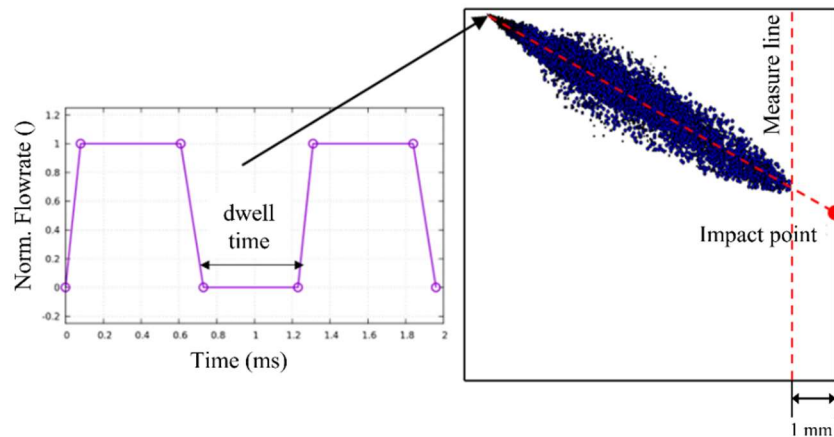 Norm. Flowrate ()
1.2
1
0.8
0.6
0.4
0.2
0
-0.2
dwell
time
0
0.2
0.4
0.6
0.8
1
1.2
1.4
1.6
1.8
2
Time (ms)
Measure line
Impact point
1 mm